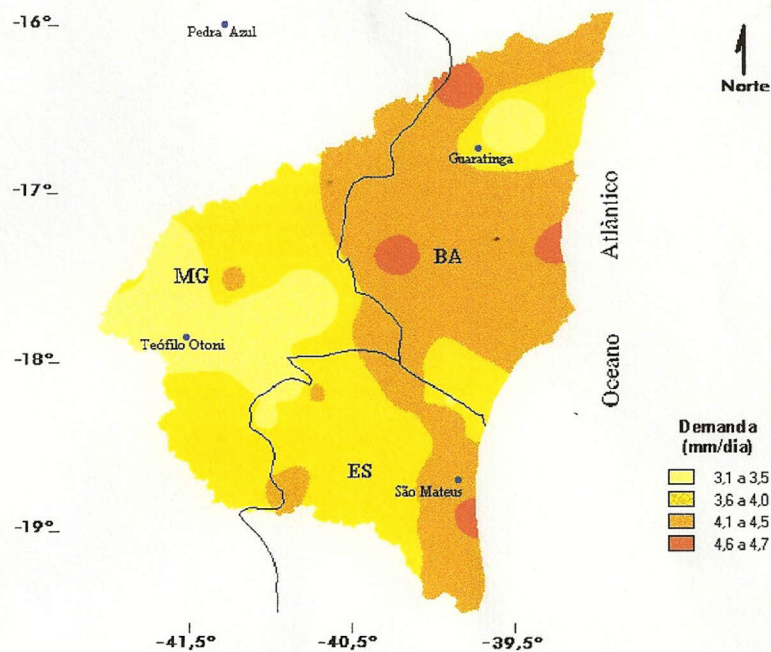 -16°
Pedra Azul
Norte
Guaratinga
-17°
Atlântico
BA
MG
Teófilo Otoni
-18°
Oceano
Demanda
(mm/dia)
3,1 a 3,5
3,6 a 4,0
4,1 a 4,5
4,6 a 4,7
ES
São Mateus
-19°
-41,5°
-40,5°
-39,5°